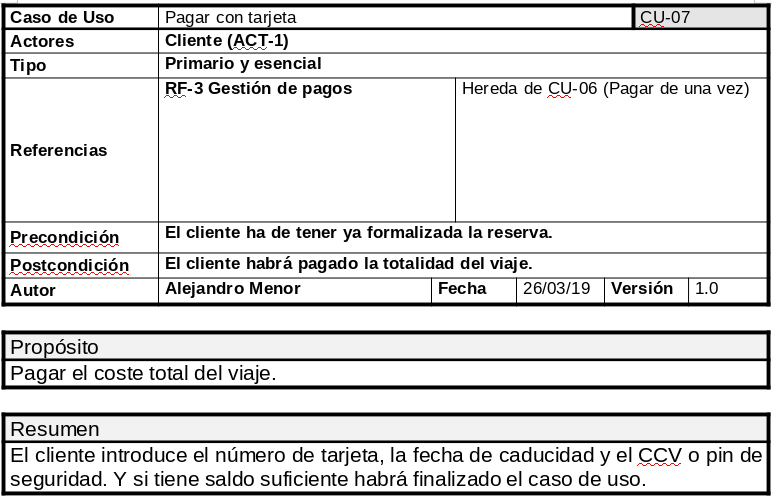 Caso de Uso Pagar con tarjeta CU-07
Actores Cliente (ACT-1)
Tipo Primario y esencial
Referencias RF-3 Gestión de pagos Hereda de CU-06 (Pagar de una vez)
Precondición El cliente ha de tener ya formalizada la reserva.
Postcondición El cliente habrá pagado la totalidad del viaje.
Autor Alejandro Menor Fecha 26/03/19 Versión 1.0
Propósito
Pagar el coste total del viaje.
Resumen
El cliente introduce el número de tarjeta, la fecha de caducidad y el CCV o pin de
seguridad. Y si tiene saldo suficiente habrá finalizado el caso de uso.